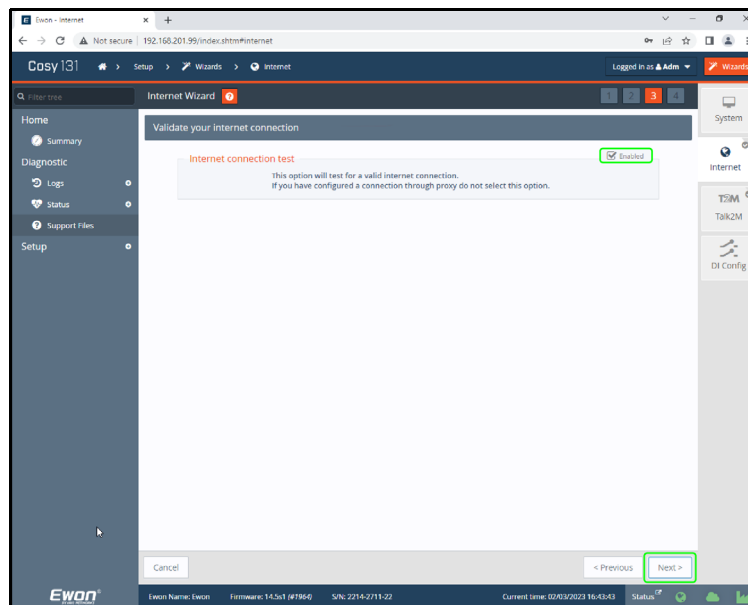 Ewon - Internet
Not secure | 192.168.201.99/index.shtm#internet
Cosy 131 > Setup > Wizards > Internet
Logged in as Adm
Wizards
Filter tree
Internet Wizard
1 2 3 4
System
Home
Validate your internet connection
Summary
Diagnostic
Internet connection test
Enabled
Internet
Logs
This option will test for a valid internet connection.
If you have configured a connection through proxy do not select this option.
Status
T2M
Support Files
Talk2M
Setup
DI Config
Cancel
< Previous
Next >
Ewon®
Ewon Name: Ewon Firmware: 14.5s1 (#1964) S/N: 2214-2711-22 Current time: 02/03/2023 16:43:43 Status